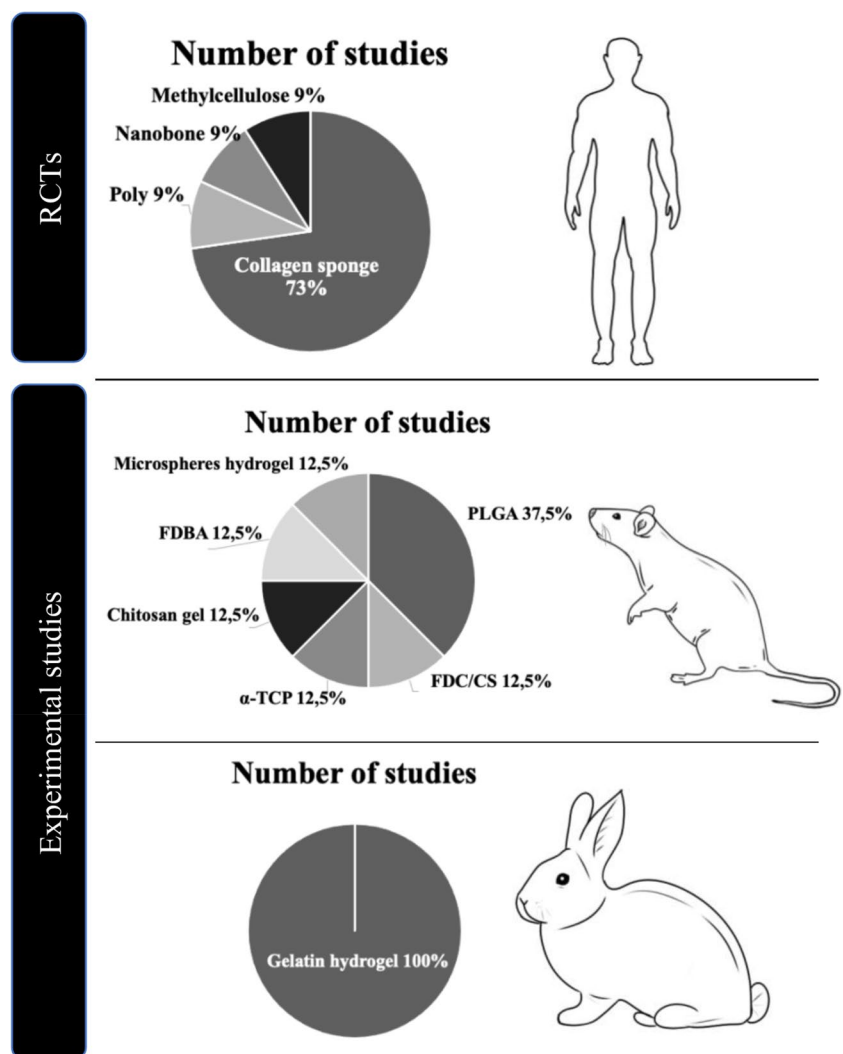 RCTs
Number of studies
Methylcellulose 9%
Nanobone 9%
Poly 9%
Collagen sponge
73%
Experimental studies
Number of studies
Microspheres hydrogel 12,5%
PLGA 37,5%
FDBA 12,5%
Chitosan gel 12,5%
FDC/CS 12,5%
α-TCP 12,5%
Number of studies
Gelatin hydrogel 100%